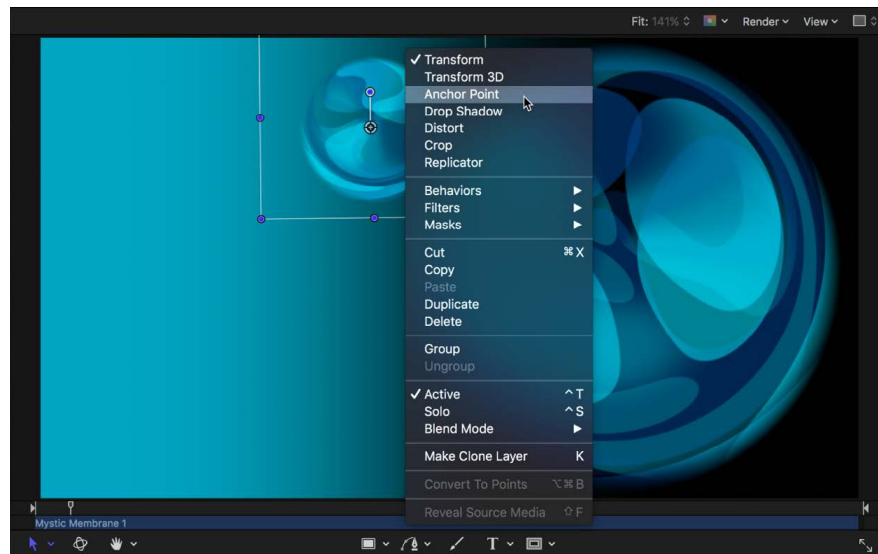 Fit: 141% Render View
✓ Transform
Transform 3D
Anchor Point
Drop Shadow
Distort
Crop
Replicator
Behaviors ▶
Filters ▶
Masks ▶
Cut ⌘X
Copy
Paste
Duplicate
Delete
Group
Ungroup
✓ Active ^T
Solo ^S
Blend Mode ▶
Make Clone Layer K
Convert To Points ⌥⌘B
Reveal Source Media ⇧F
Mystic Membrane 1
T